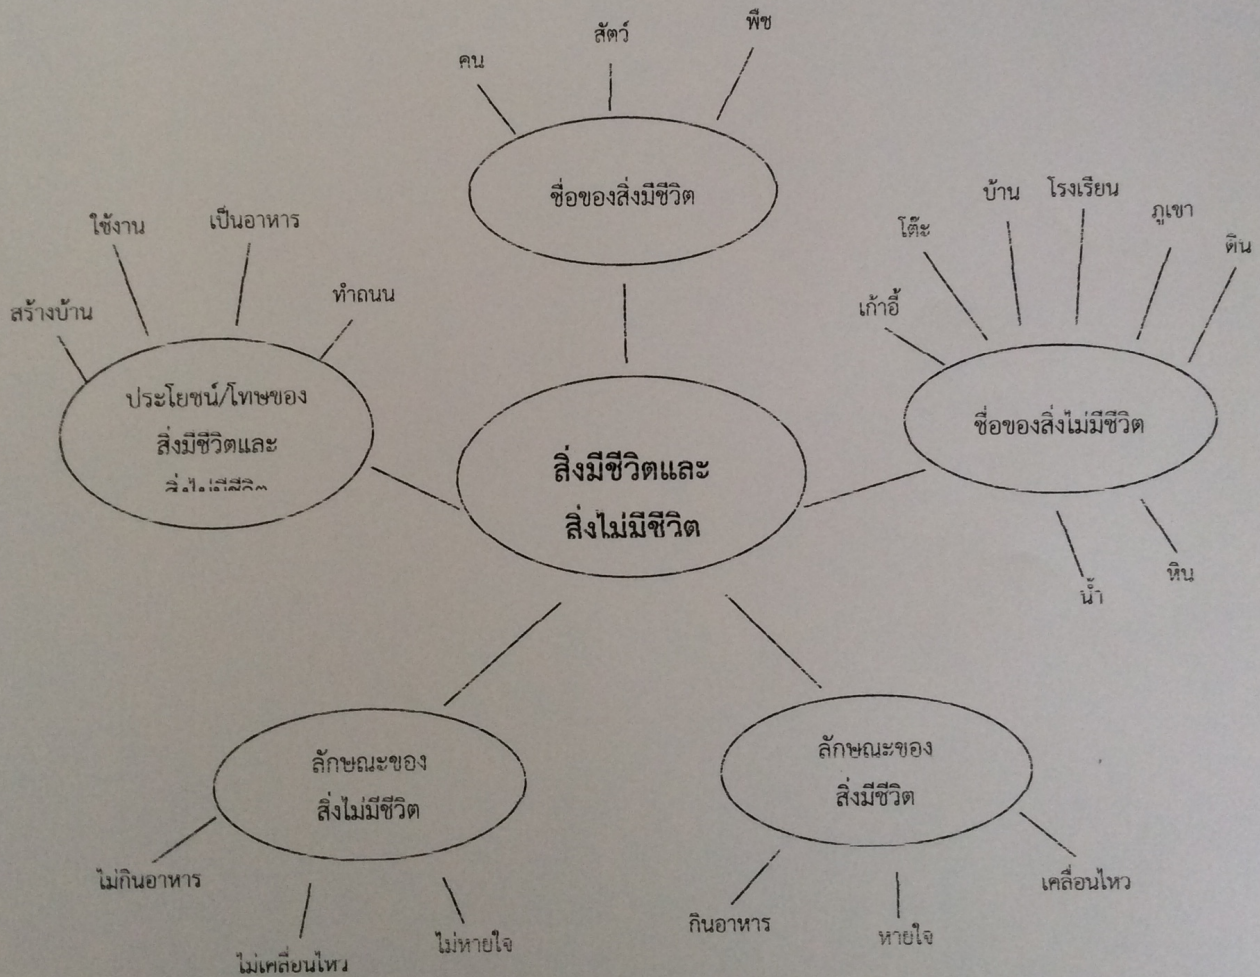 คน
สัตว์
พืช
ชื่อของสิ่งมีชีวิต
สร้างบ้าน
ใช้งาน
เป็นอาหาร
ทำถนน
ประโยชน์/โทษของ
สิ่งมีชีวิตและ
สิ่งไม่มีชีวิต
เก้าอี้
โต๊ะ
บ้าน
โรงเรียน
ภูเขา
ดิน
ชื่อของสิ่งไม่มีชีวิต
น้ำ
หิน
สิ่งมีชีวิตและ
สิ่งไม่มีชีวิต
ลักษณะของ
สิ่งไม่มีชีวิต
ไม่กินอาหาร
ไม่เคลื่อนไหว
ไม่หายใจ
ลักษณะของ
สิ่งมีชีวิต
กินอาหาร
หายใจ
เคลื่อนไหว